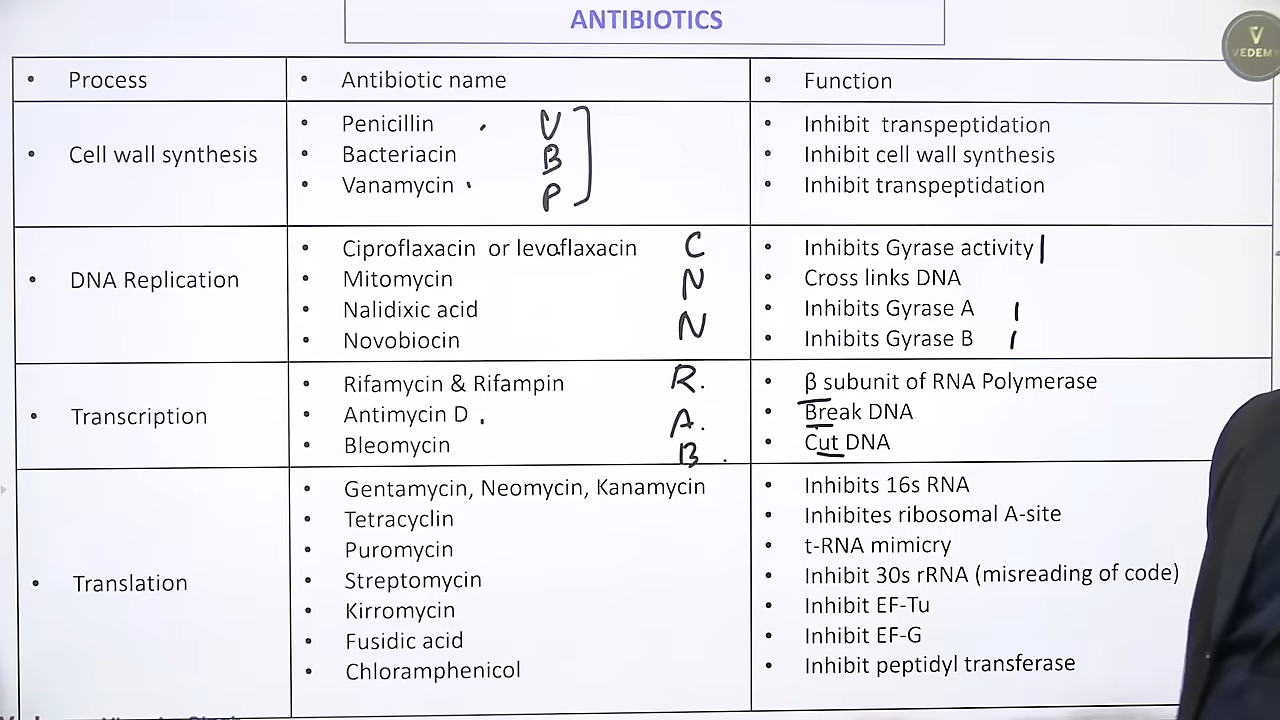 ANTIBIOTICS
V
VEDEMY
• Process • Antibiotic name • Function
• Cell wall synthesis
• Penicillin V • Inhibit transpeptidation
• Bacteriacin B • Inhibit cell wall synthesis
• Vanamycin P • Inhibit transpeptidation
• DNA Replication
• Ciprofloxacin or levoflaxacin C • Inhibits Gyrase activity
• Mitomycin N • Cross links DNA
• Nalidixic acid N • Inhibits Gyrase A
• Novobiocin • Inhibits Gyrase B
• Transcription
• Rifamycin & Rifampin R. • β subunit of RNA Polymerase
• Antimycin D A. • Break DNA
• Bleomycin B • Cut DNA
• Translation
• Gentamycin, Neomycin, Kanamycin • Inhibits 16s RNA
• Tetracyclin • Inhibites ribosomal A-site
• Puromycin • t-RNA mimicry
• Streptomycin • Inhibit 30s rRNA (misreading of code)
• Kirromycin • Inhibit EF-Tu
• Fusidic acid • Inhibit EF-G
• Chloramphenicol • Inhibit peptidyl transferase